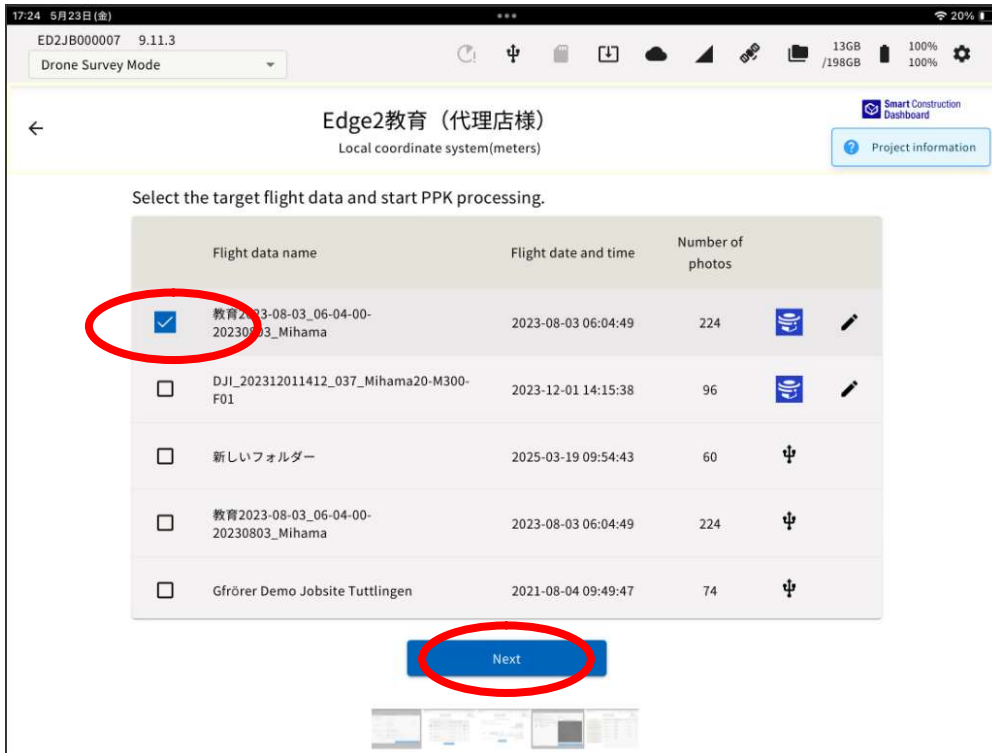 17:24 5月23日(金)
20%
ED2JB000007 9.11.3
Drone Survey Mode
13GB
/198GB
100%
100%
Edge2教育（代理店様）
Local coordinate system(meters)
Smart Construction
Dashboard
Project information
Select the target flight data and start PPK processing.
Flight data name
Flight date and time
Number of
photos
教育2023-08-03_06-04-00-
20230803_Mihama
2023-08-03 06:04:49
224
DJI_202312011412_037_Mihama20-M300-
F01
2023-12-01 14:15:38
96
新しいフォルダー
2025-03-19 09:54:43
60
教育2023-08-03_06-04-00-
20230803_Mihama
2023-08-03 06:04:49
224
Gfrörer Demo Jobsite Tuttlingen
2021-08-04 09:49:47
74
Next